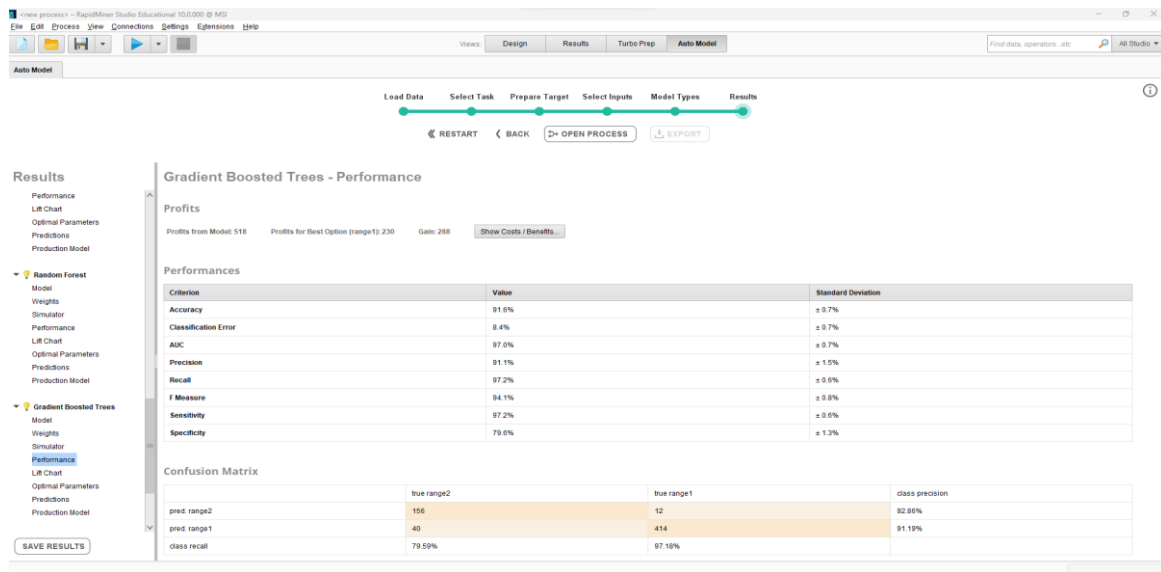 <new process> – RapidMiner Studio Educational 10.0.000 @ MSI
File Edit Process View Connections Settings Extensions Help
Views: Design Results Turbo Prep Auto Model
Find data, operators...etc All Studio
Auto Model
Load Data Select Task Prepare Target Select Inputs Model Types Results
RESTART BACK OPEN PROCESS EXPORT
Results
Performance
Lift Chart
Optimal Parameters
Predictions
Production Model
Random Forest
Model
Weights
Simulator
Performance
Lift Chart
Optimal Parameters
Predictions
Production Model
Gradient Boosted Trees
Model
Weights
Simulator
Performance
Lift Chart
Optimal Parameters
Predictions
Production Model
SAVE RESULTS
Gradient Boosted Trees - Performance
Profits
Profits from Model: 518 Profits for Best Option (range1): 230 Gain: 288 Show Costs / Benefits...
Performances
Criterion Value Standard Deviation
Accuracy 91.6% ± 0.7%
Classification Error 8.4% ± 0.7%
AUC 97.0% ± 0.7%
Precision 91.1% ± 1.5%
Recall 97.2% ± 0.6%
F Measure 94.1% ± 0.8%
Sensitivity 97.2% ± 0.6%
Specificity 79.6% ± 1.3%
Confusion Matrix
true range2 true range1 class precision
pred. range2 156 12 92.86%
pred. range1 40 414 91.19%
class recall 79.59% 97.18%